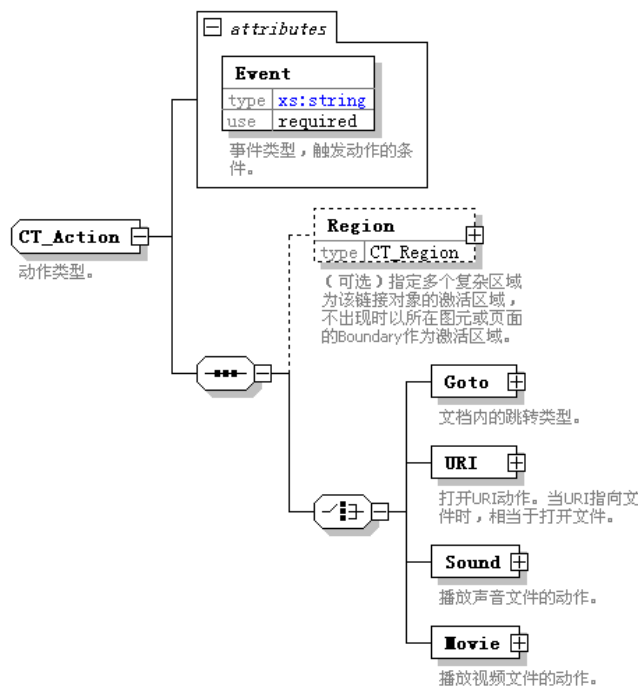 attributes
Event
type xs:string
use required
事件类型，触发动作的条
件。
CT_Action
动作类型。
Region
type CT_Region
（可选）指定多个复杂区域
为该链接对象的激活区域，
不出现时以所在图元或页面
的Boundary作为激活区域。
Goto
文档内的跳转类型。
URI
打开URI动作。当URI指向文
件时，相当于打开文件。
Sound
播放声音文件的动作。
Movie
播放视频文件的动作。